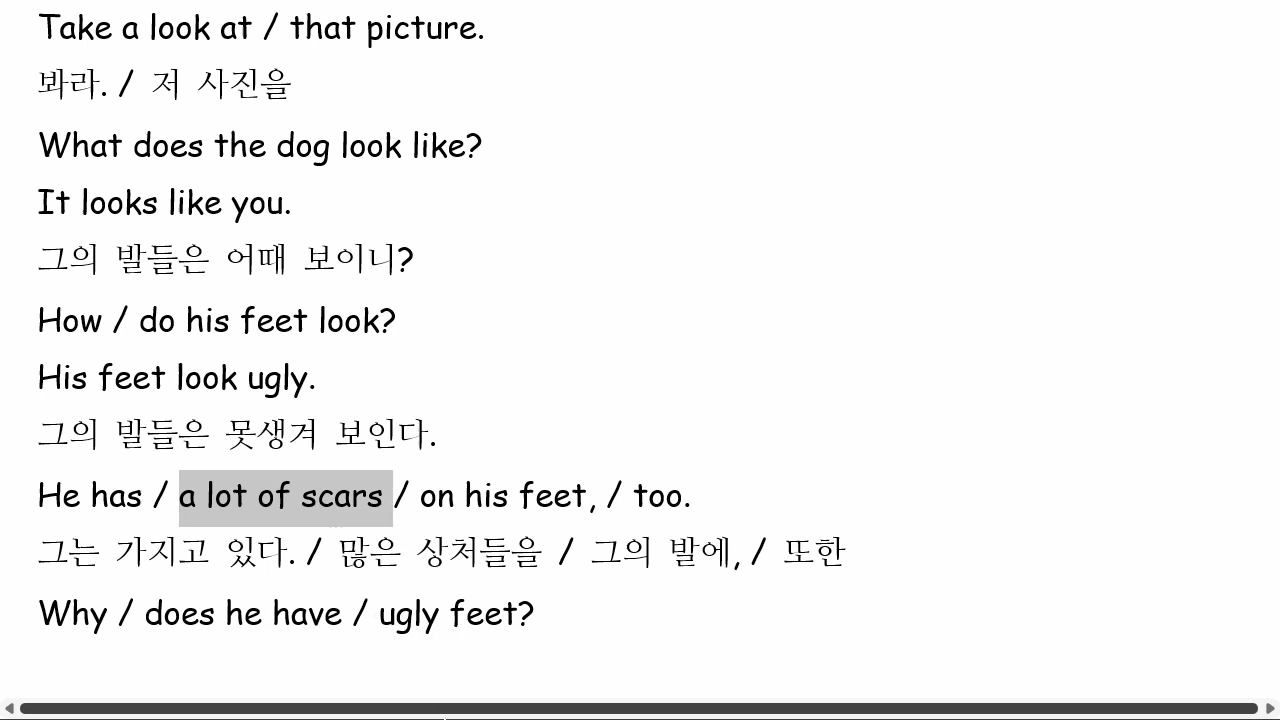 Take a look at / that picture.
봐라. / 저 사진을
What does the dog look like?
It looks like you.
그의 발들은 어때 보이니?
How / do his feet look?
His feet look ugly.
그의 발들은 못생겨 보인다.
He has / a lot of scars / on his feet, / too.
그는 가지고 있다. / 많은 상처들을 / 그의 발에, / 또한
Why / does he have / ugly feet?